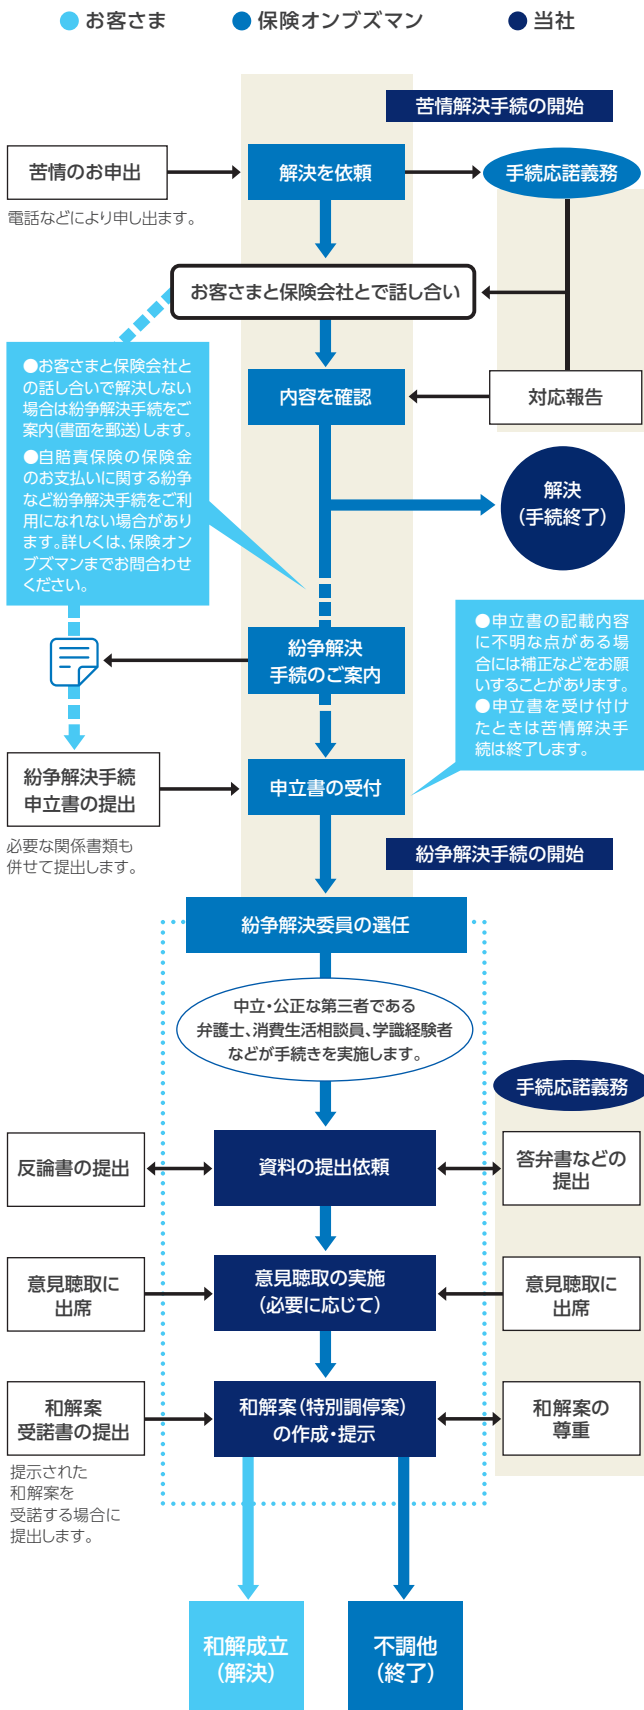 お客さま 保険オンブズマン 当社
苦情解決手続の開始
苦情のお申出
解決を依頼
手続応諾義務
電話などにより申し出ます。
お客さまと保険会社とで話し合い
●お客さまと保険会社と
の話し合いで解決しない
場合は紛争解決手続をご
案内(書面を郵送)します。
●自賠責保険の保険金
のお支払いに関する紛争
など紛争解決手続をご利
用になれない場合があり
ます。詳しくは、保険オン
ブズマンまでお問合わせ
ください。
内容を確認
対応報告
解決
(手続終了)
紛争解決
手続のご案内
●申立書の記載内容
に不明な点がある場
合には補正などをお願
いすることがあります。
●申立書を受け付け
たときは苦情解決手
続は終了します。
紛争解決手続
申立書の提出
申立書の受付
必要な関係書類も
併せて提出します。
紛争解決手続の開始
紛争解決委員の選任
中立・公正な第三者である
弁護士、消費生活相談員、学識経験者
などが手続きを実施します。
手続応諾義務
反論書の提出
資料の提出依頼
答弁書などの
提出
意見聴取に
出席
意見聴取の実施
(必要に応じて)
意見聴取に
出席
和解案
受諾書の提出
和解案(特別調停案)
の作成・提示
和解案の
尊重
提示された
和解案を
受諾する場合に
提出します。
和解成立
(解決)
不調他
(終了)